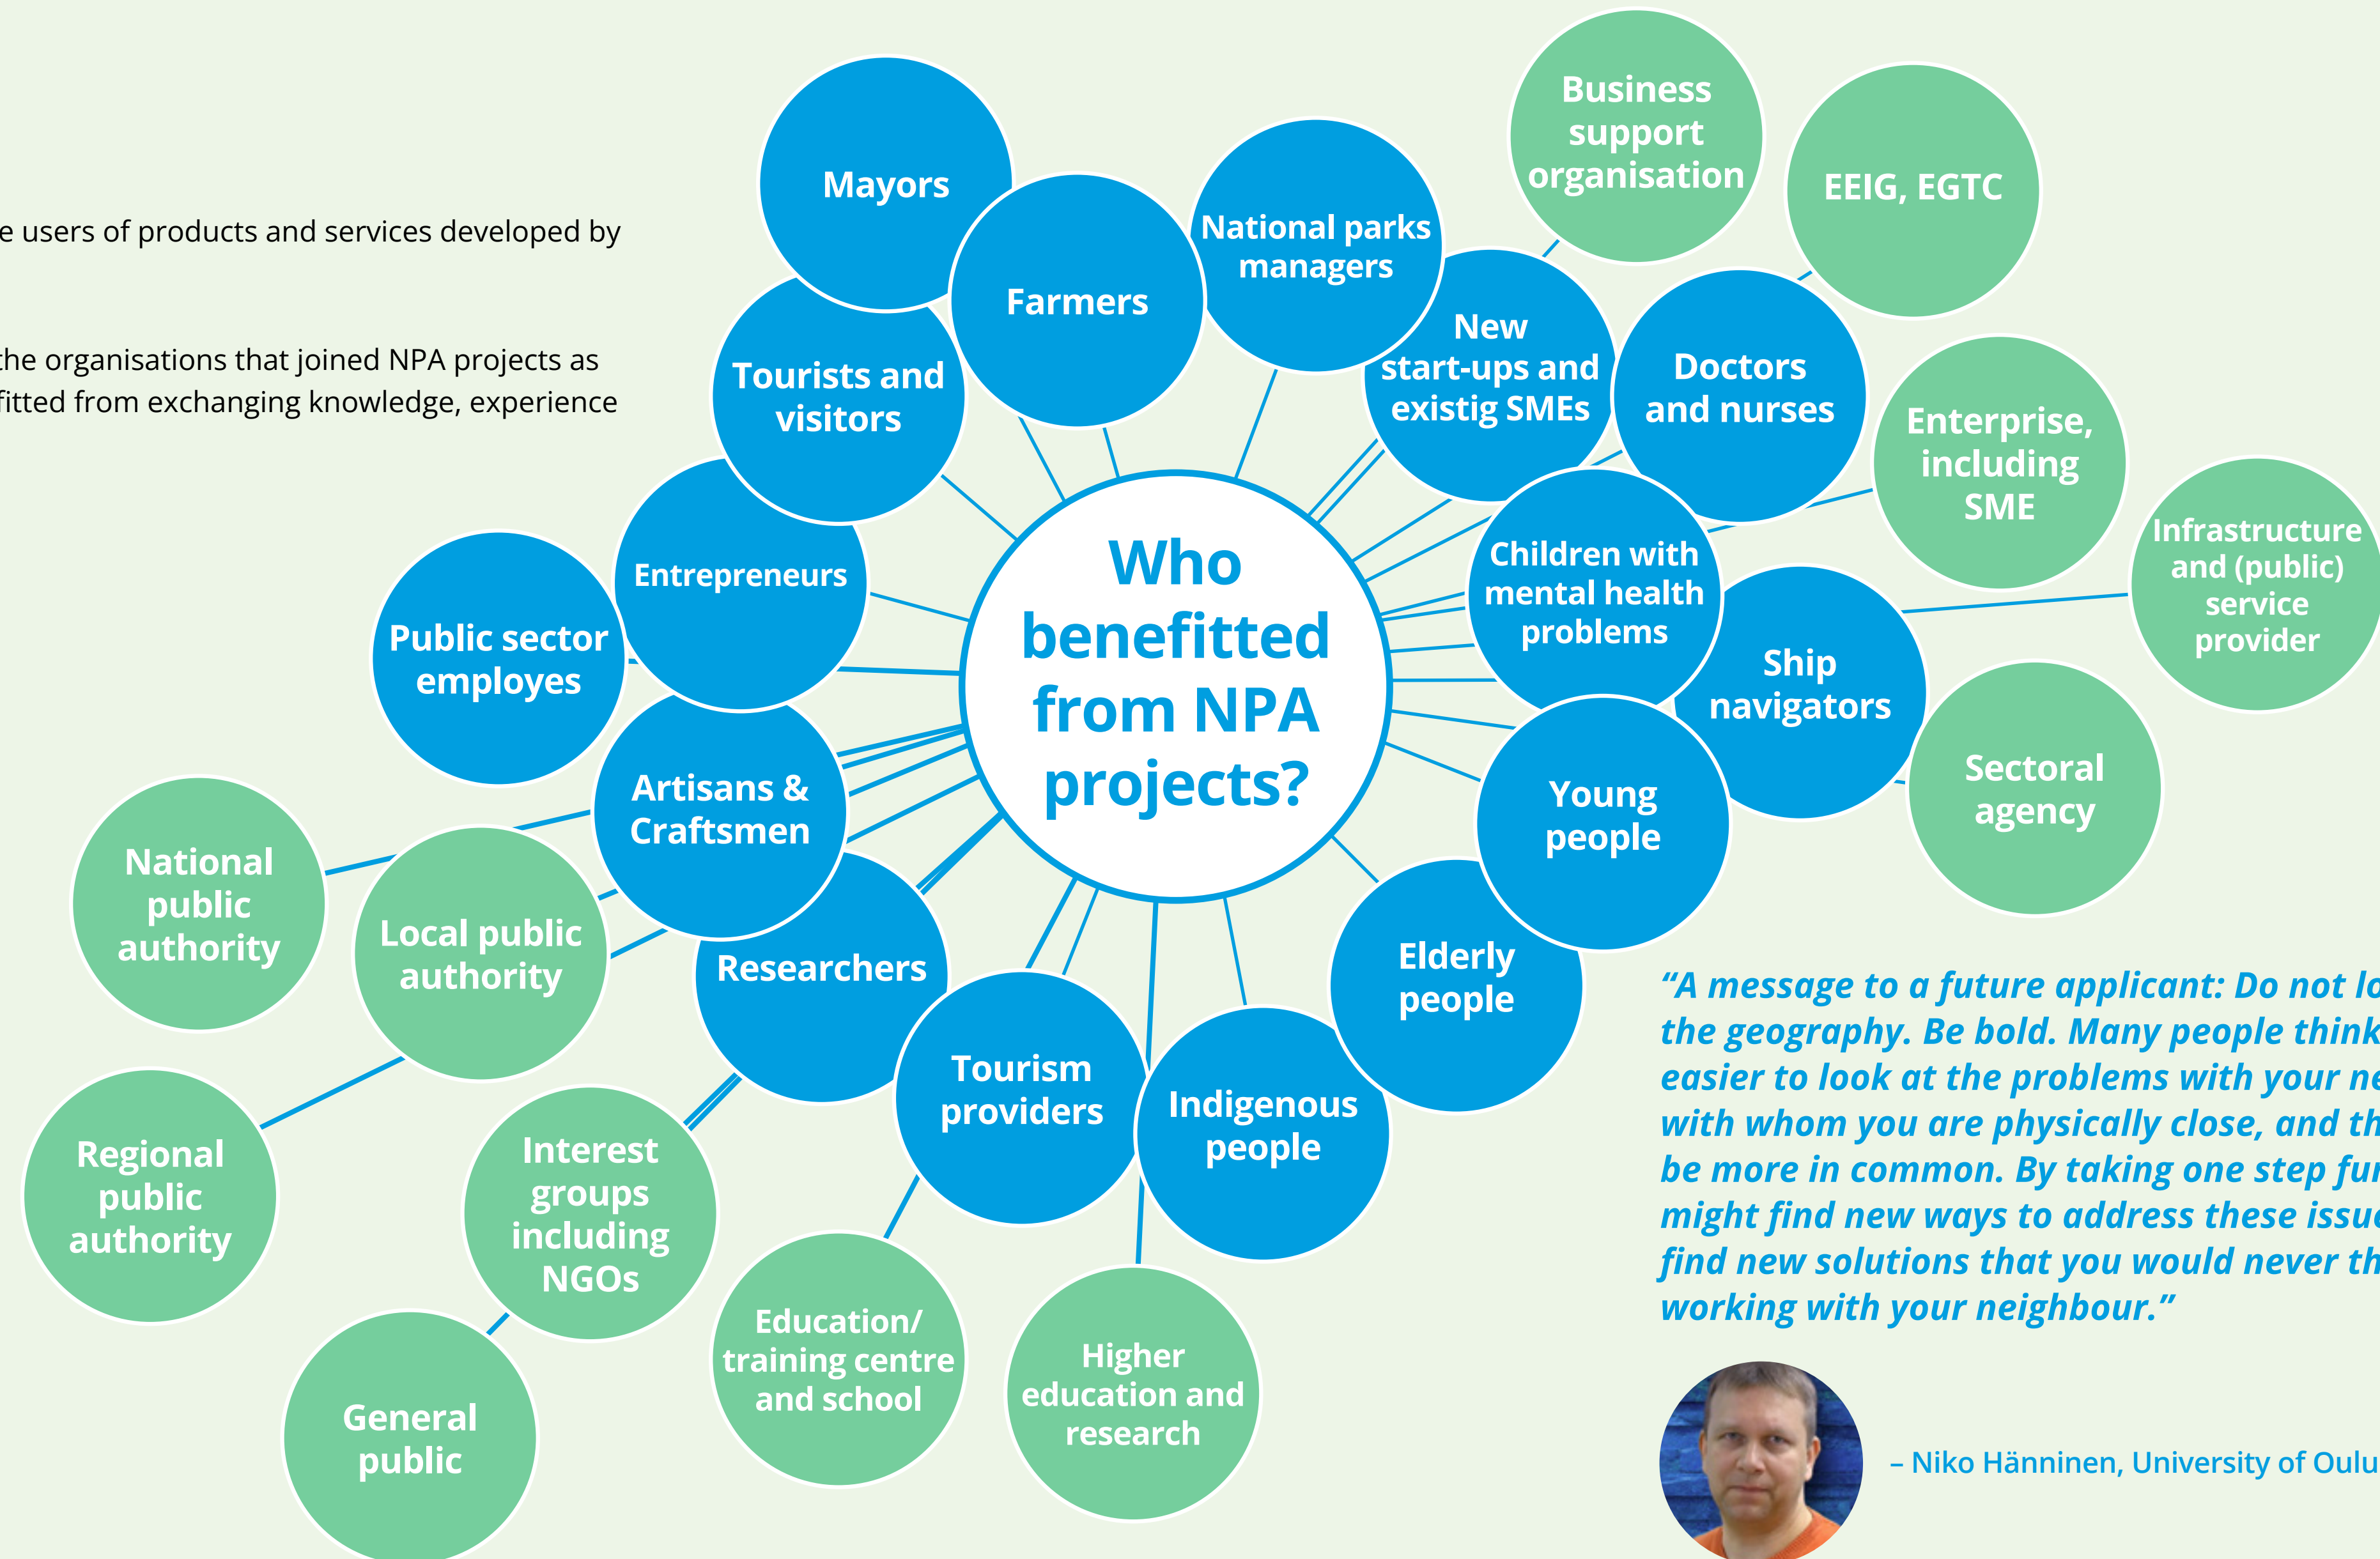 e users of products and services developed by
the organisations that joined NPA projects as
fitted from exchanging knowledge, experience
Who
benefitted
from NPA
projects?
Mayors
Farmers
National parks
managers
Business
support
organisation
EEIG, EGTC
Tourists and
visitors
New
start-ups and
existig SMEs
Doctors
and nurses
Enterprise,
including
SME
Infrastructure
and (public)
service
provider
Entrepreneurs
Children with
mental health
problems
Public sector
employes
Ship
navigators
Sectoral
agency
Artisans &
Craftsmen
Young
people
National
public
authority
Local public
authority
Researchers
Elderly
people
Tourism
providers
Indigenous
people
Regional
public
authority
Interest
groups
including
NGOs
Education/
training centre
and school
Higher
education and
research
General
public
“A message to a future applicant: Do not lo
the geography. Be bold. Many people think
easier to look at the problems with your ne
with whom you are physically close, and th
be more in common. By taking one step fur
might find new ways to address these issue
find new solutions that you would never th
working with your neighbour.”
– Niko Hänninen, University of Oulu